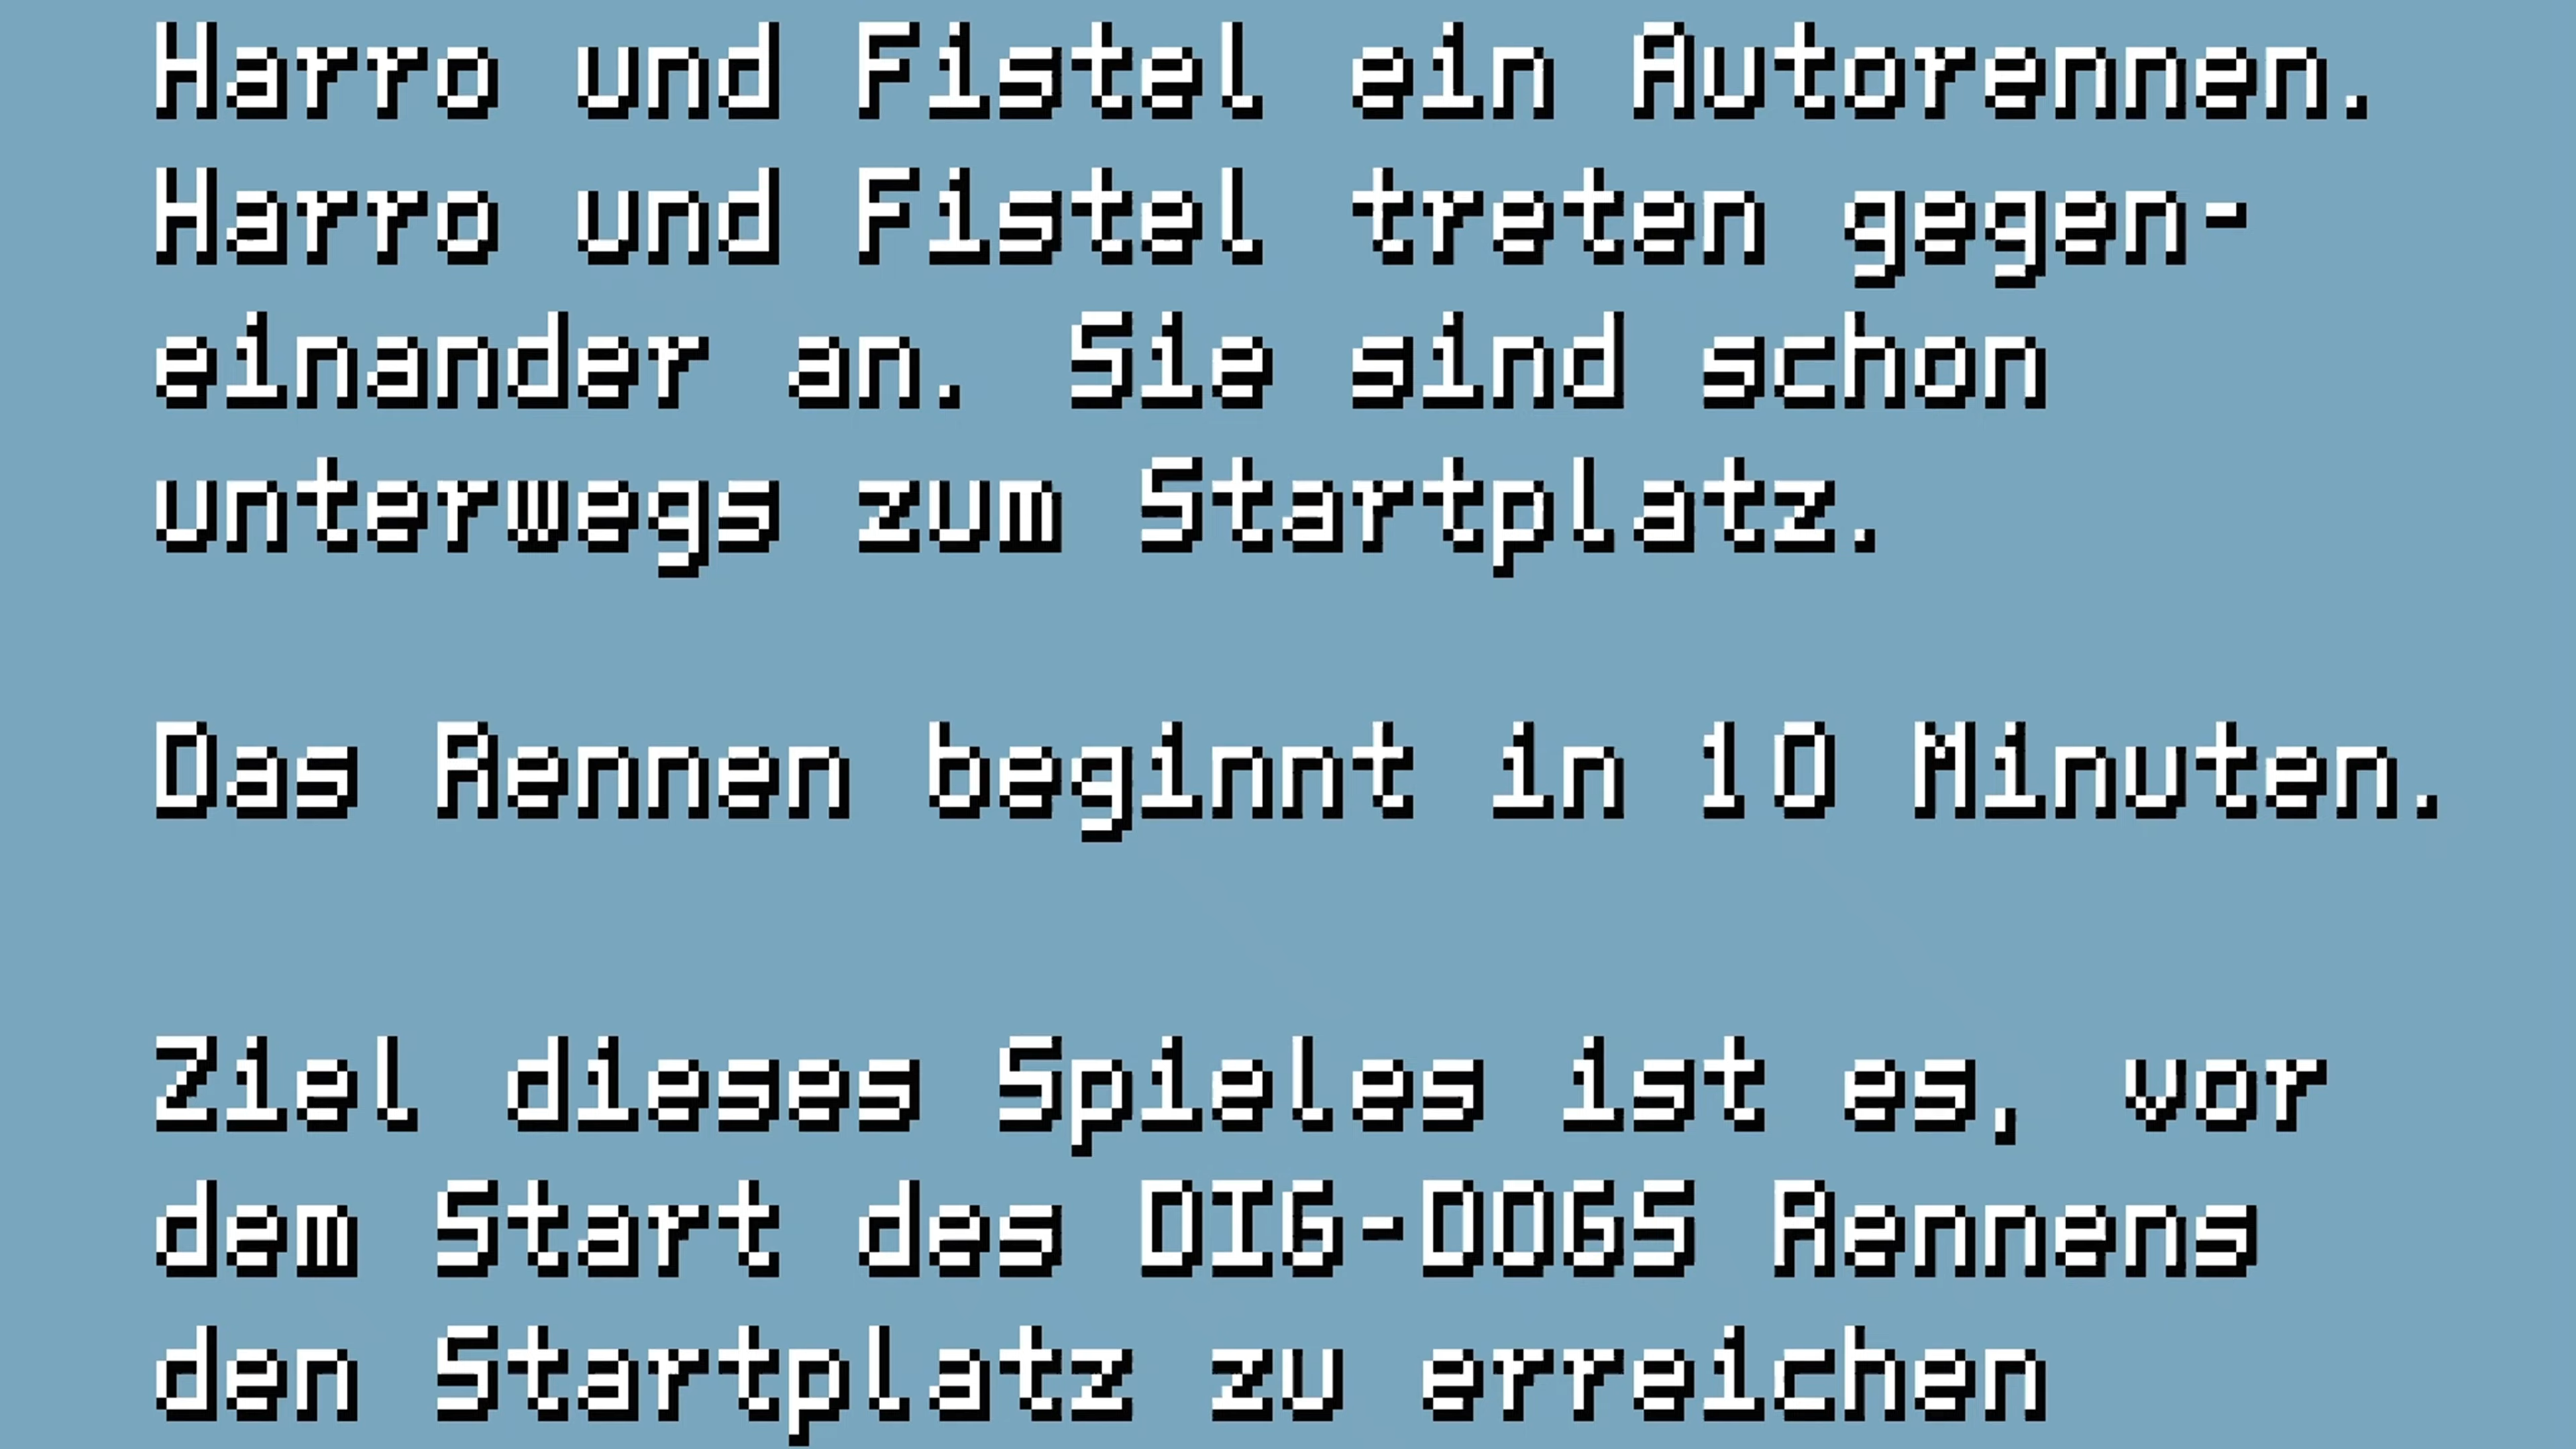 Harro und Fistel ein Autorennen.
Harro und Fistel treten gegen-
einander an. Sie sind schon
unterwegs zum Startplatz.
Das Rennen beginnt in 10 Minuten.
Ziel dieses Spieles ist es, vor
dem Start des DIG-DOGS Rennens
den Startplatz zu erreichen